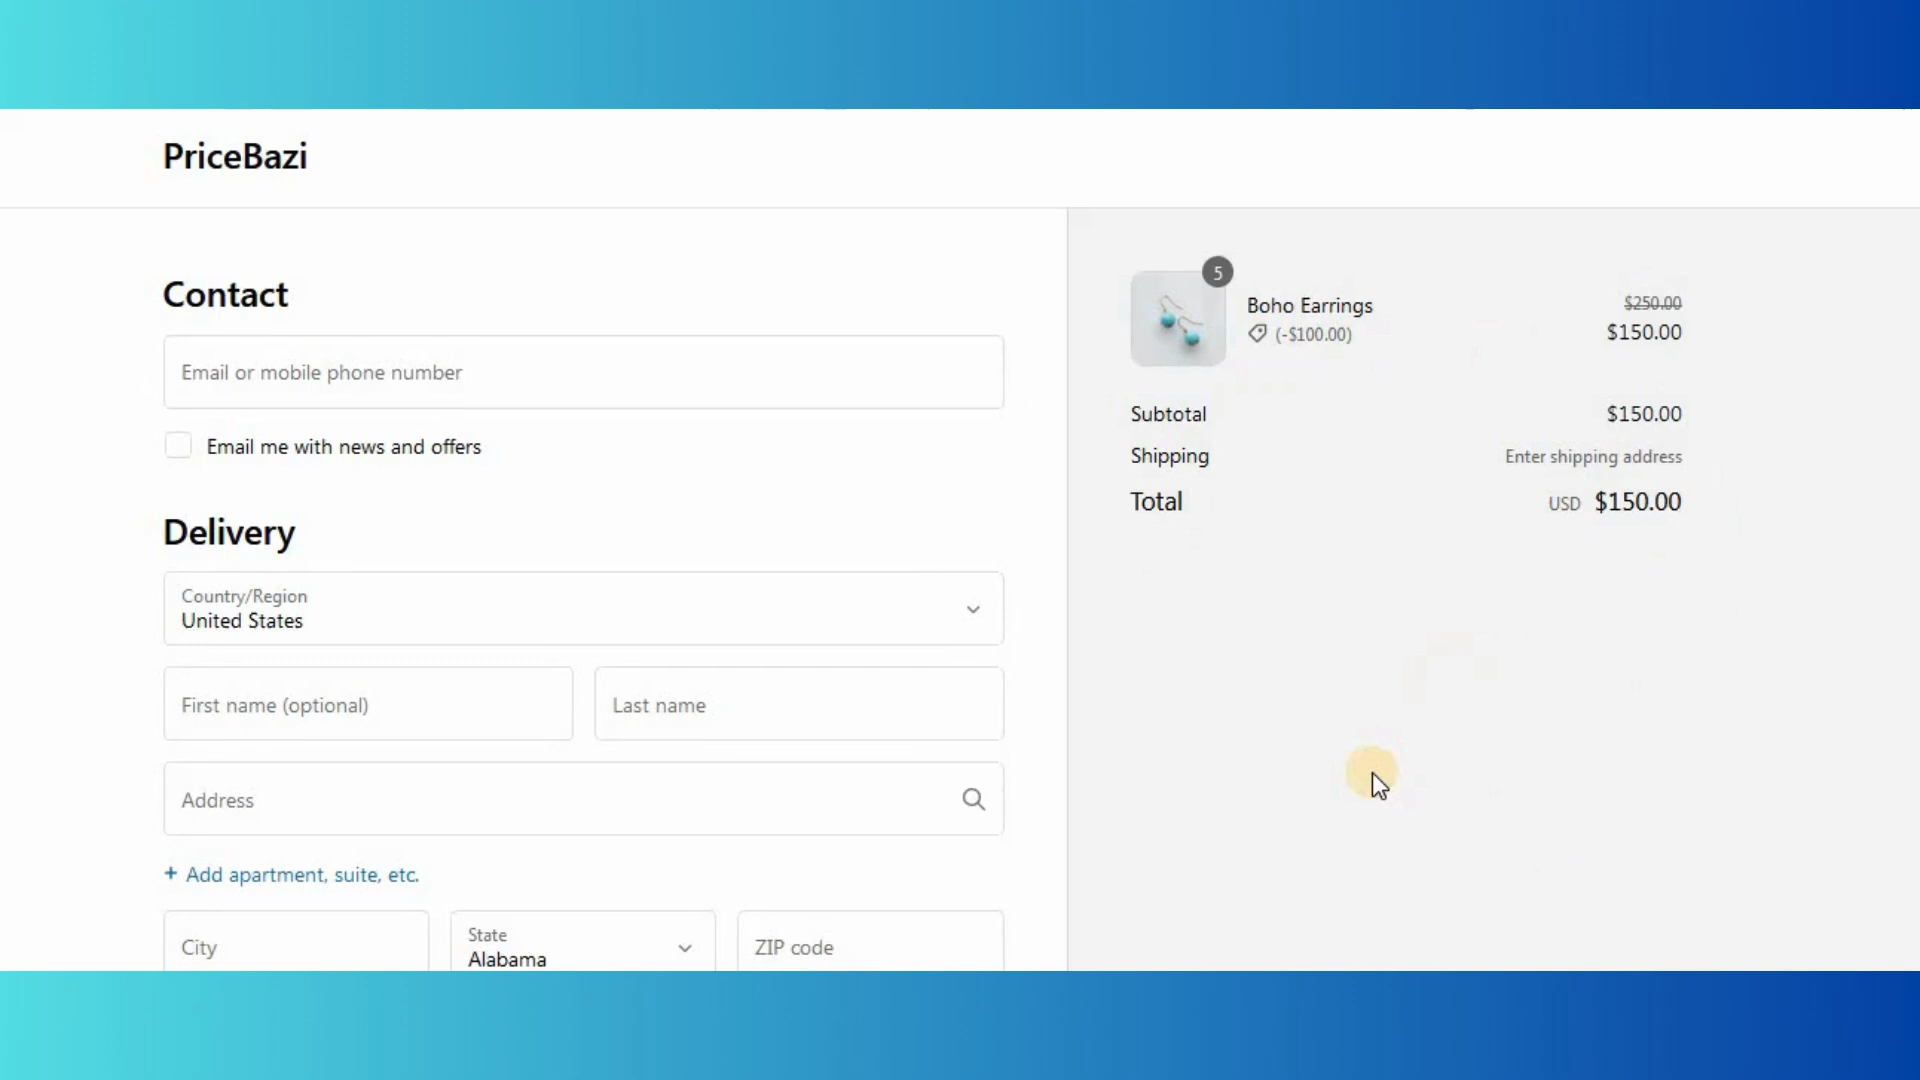 PriceBazi
Contact
Email or mobile phone number
Email me with news and offers
Delivery
Country/Region
United States
First name (optional)
Last name
Address
+ Add apartment, suite, etc.
City
State
Alabama
ZIP code
5
Boho Earrings
$250.00
(-$100.00)
$150.00
Subtotal $150.00
Shipping Enter shipping address
Total USD $150.00